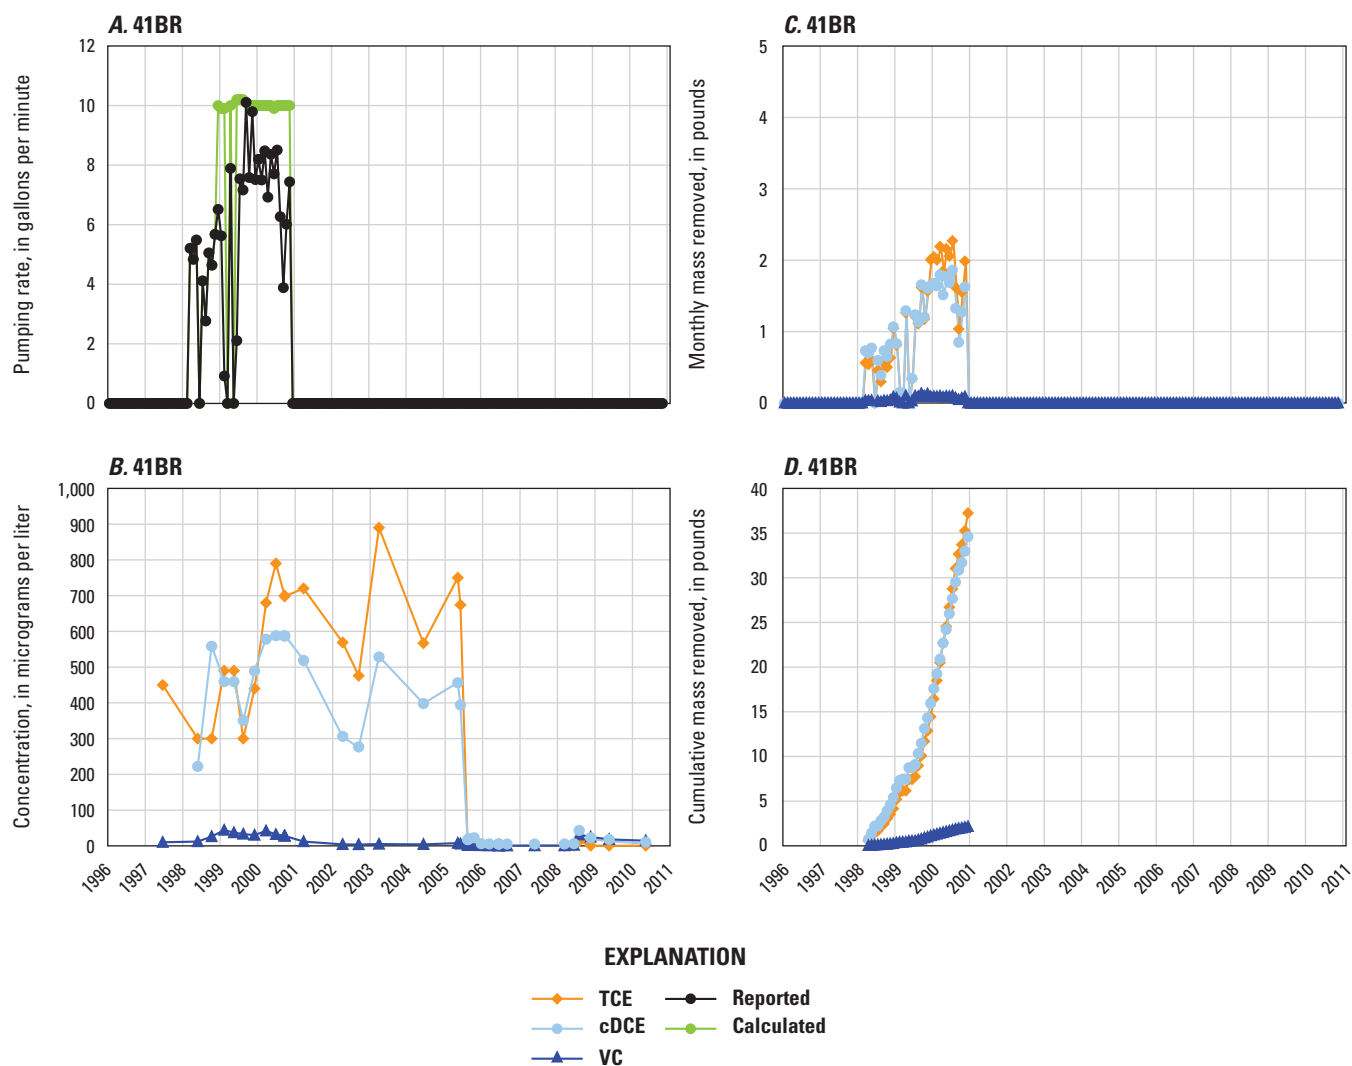 A. 41BR
Pumping rate, in gallons per minute
12
10
8
6
4
2
0
C. 41BR
Monthly mass removed, in pounds
5
4
3
2
1
0
B. 41BR
Concentration, in micrograms per liter
1,000
900
800
700
600
500
400
300
200
100
0
1996 1997 1998 1999 2000 2001 2002 2003 2004 2005 2006 2007 2008 2009 2010 2011
D. 41BR
Cumulative mass removed, in pounds
40
35
30
25
20
15
10
5
0
1996 1997 1998 1999 2000 2001 2002 2003 2004 2005 2006 2007 2008 2009 2010 2011
EXPLANATION
TCE
Reported
cDCE
Calculated
VC